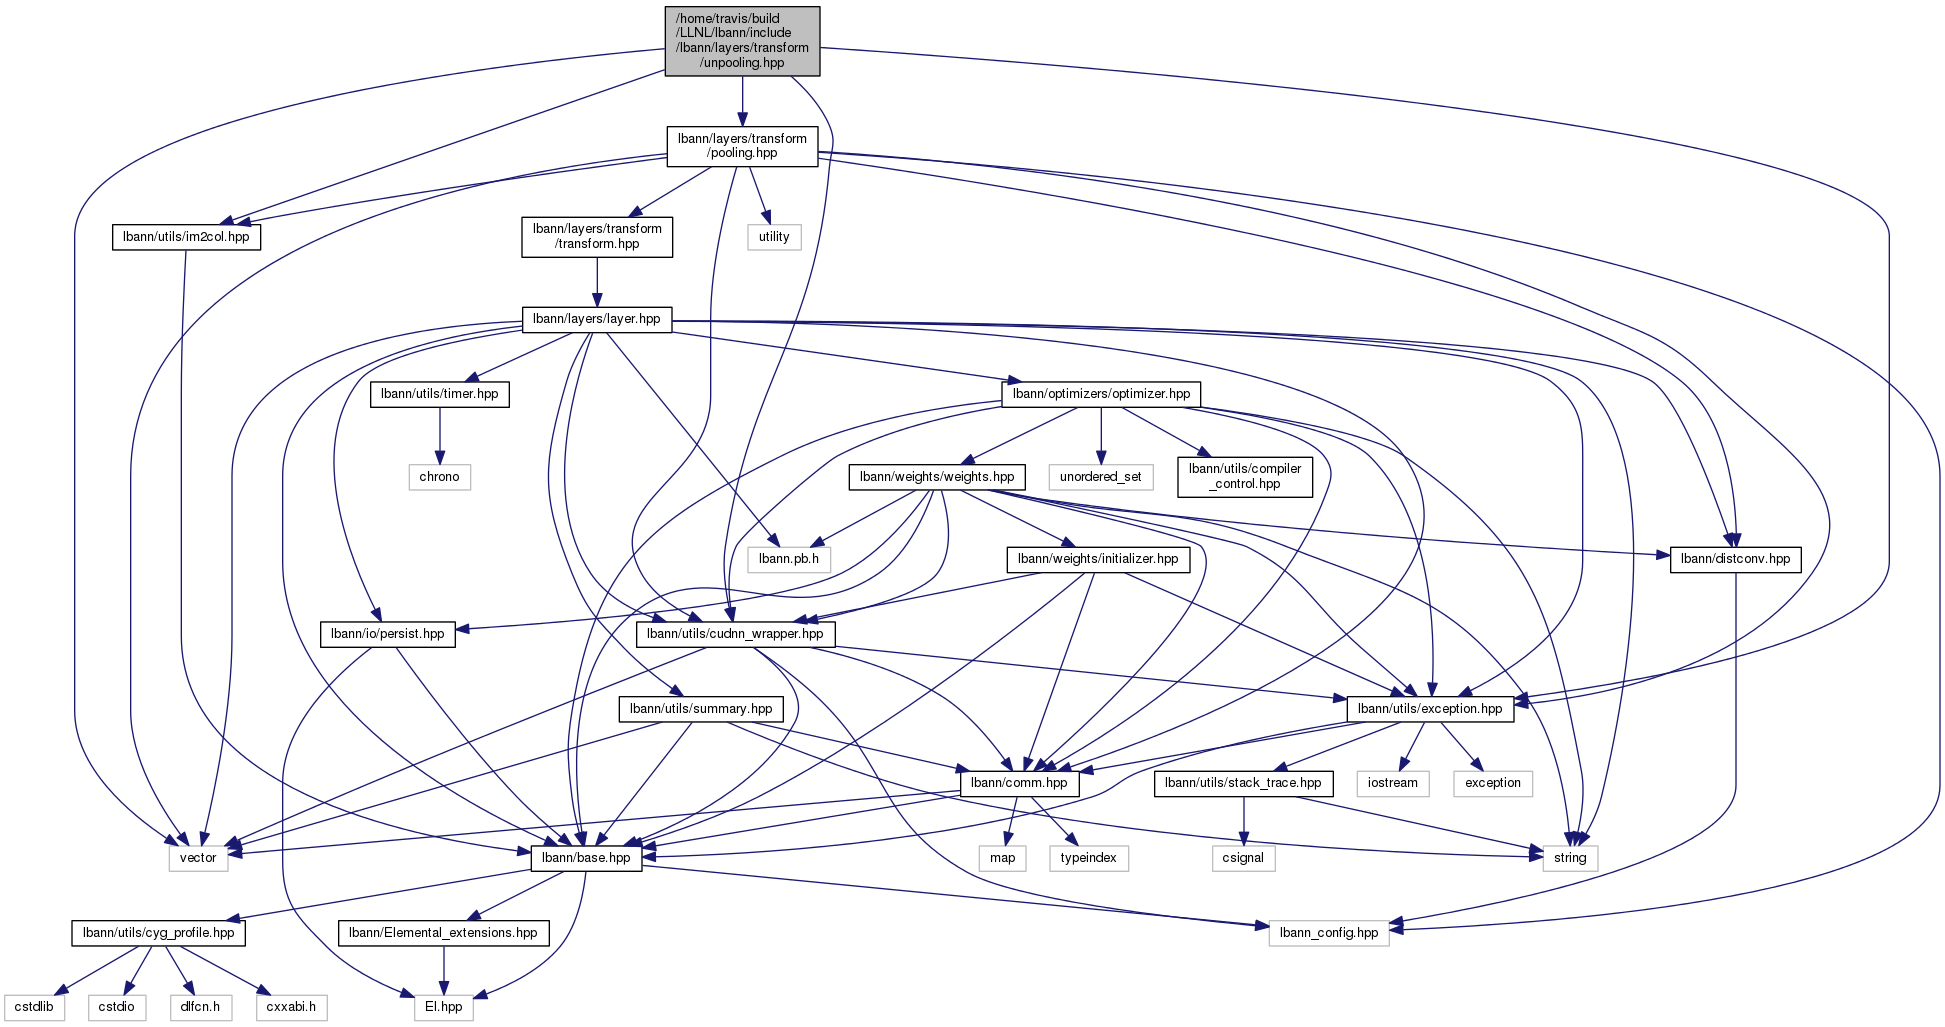 /home/travis/build
/LLNL/lbann/include
/lbann/layers/transform
/unpooling.hpp
lbann/layers/transform
/pooling.hpp
lbann/utils/im2col.hpp
lbann/layers/transform
/transform.hpp
utility
lbann/layers/layer.hpp
lbann/utils/timer.hpp
lbann/optimizers/optimizer.hpp
chrono
lbann/weights/weights.hpp
unordered_set
lbann/utils/compiler
_control.hpp
lbann.pb.h
lbann/weights/initializer.hpp
lbann/distconv.hpp
lbann/io/persist.hpp
lbann/utils/cudnn_wrapper.hpp
lbann/utils/summary.hpp
lbann/utils/exception.hpp
lbann/comm.hpp
lbann/utils/stack_trace.hpp
iostream
exception
vector
lbann/base.hpp
map
typeindex
csignal
string
lbann/utils/cyg_profile.hpp
lbann/Elemental_extensions.hpp
lbann_config.hpp
cstdlib
cstdio
dlfcn.h
cxxabi.h
El.hpp